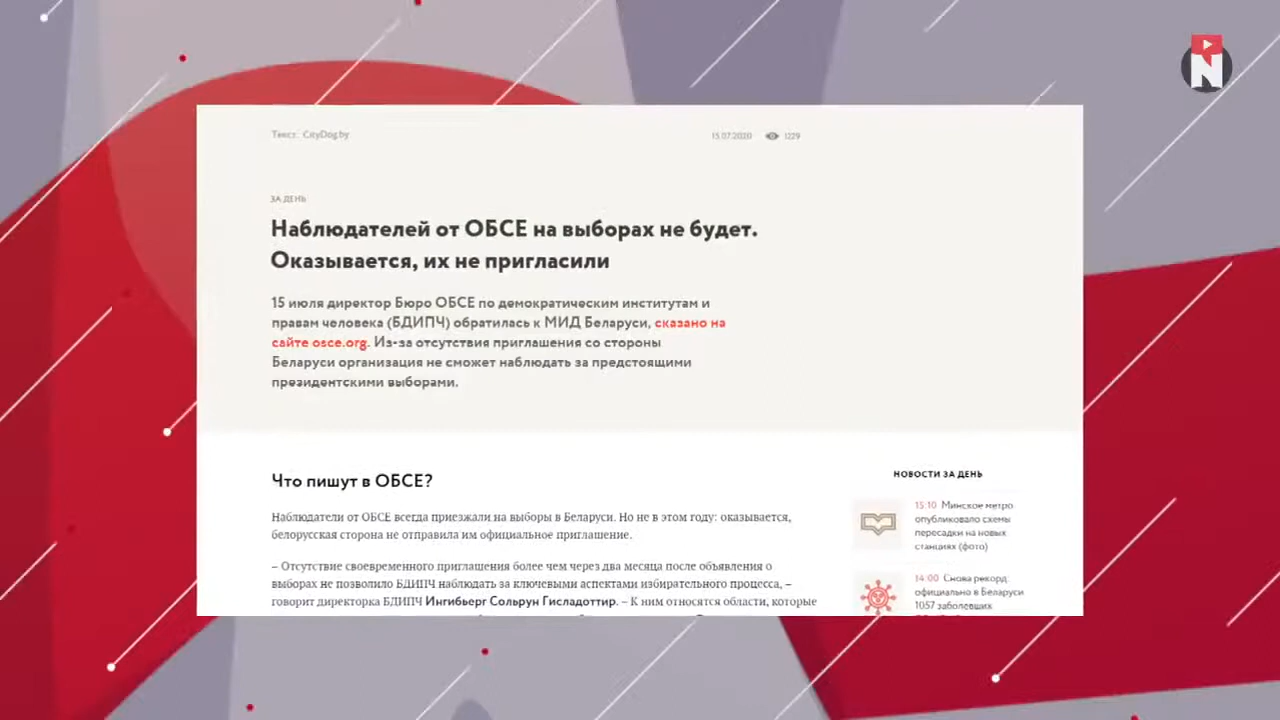 Текст: CityDog.by
15.07.2020 1229
ЗА ДЕНЬ
Наблюдателей от ОБСЕ на выборах не будет.
Оказывается, их не пригласили
15 июля директор Бюро ОБСЕ по демократическим институтам и
правам человека (БДИПЧ) обратилась к МИД Беларуси, сказано на
сайте osce.org. Из-за отсутствия приглашения со стороны
Беларуси организация не сможет наблюдать за предстоящими
президентскими выборами.
Что пишут в ОБСЕ?
Наблюдатели от ОБСЕ всегда приезжали на выборы в Беларуси. Но не в этом году: оказывается,
белорусская сторона не отправила им официальное приглашение.
– Отсутствие своевременного приглашения более чем через два месяца после объявления о
выборах не позволило БДИПЧ наблюдать за ключевыми аспектами избирательного процесса, –
говорит директорка БДИПЧ Ингибьерг Сольрун Гисладоттир. – К ним относятся области, которые
НОВОСТИ ЗА ДЕНЬ
15:10 Минское метро
опубликовало схемы
пересадки на новых
станциях (фото)
14:00 Снова рекорд:
официально в Беларуси
1057 заболевших
N